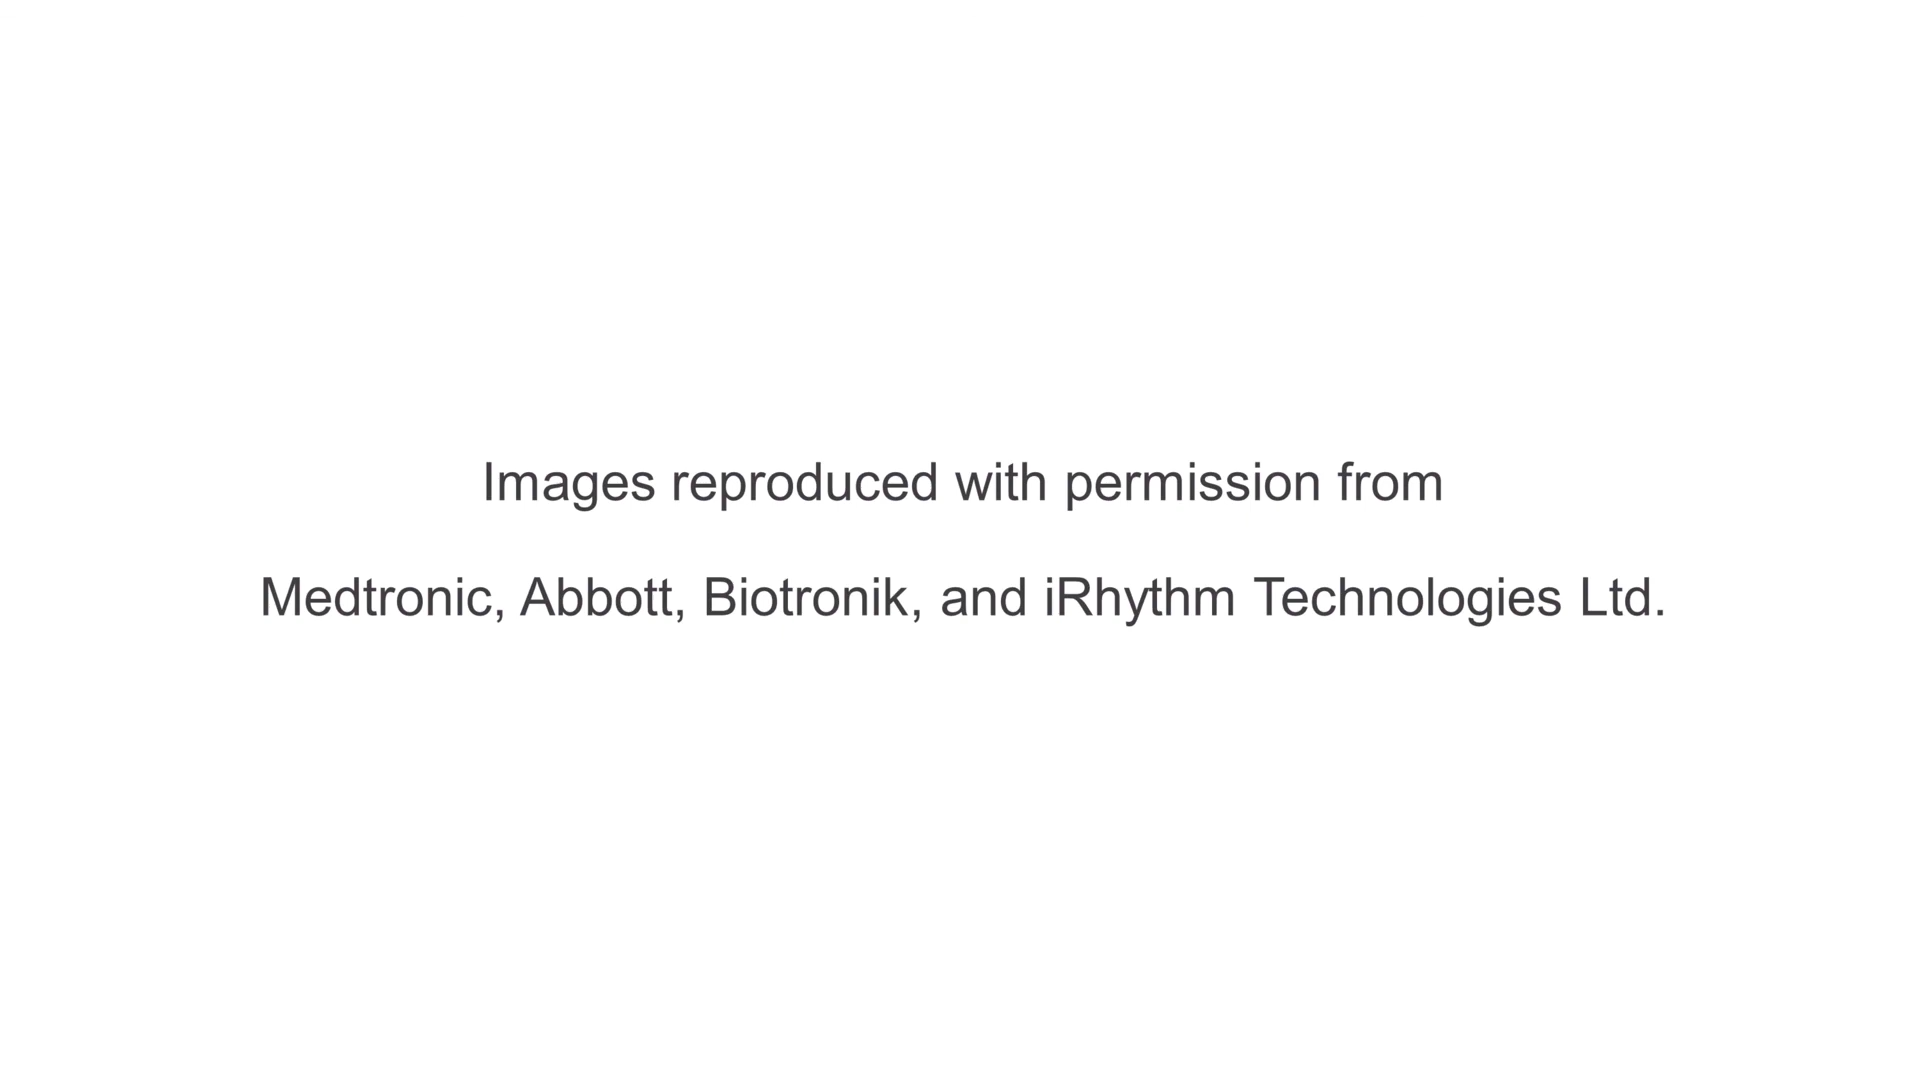 Images reproduced with permission from
Medtronic, Abbott, Biotronik, and iRhythm Technologies Ltd.